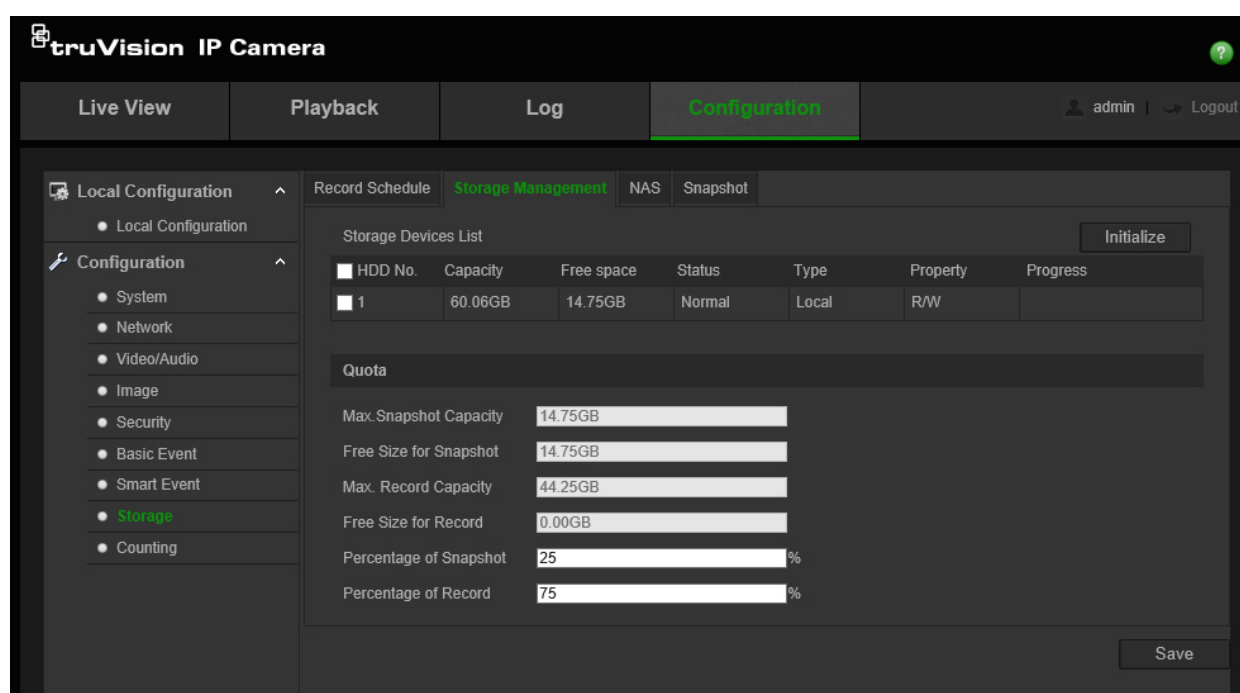 truVision IP Camera
?
Live View Playback Log Configuration admin | Logout
Local Configuration
Local Configuration
Configuration
System
Network
Video/Audio
Image
Security
Basic Event
Smart Event
Storage
Counting
Record Schedule Storage Management NAS Snapshot
Storage Devices List Initialize
HDD No. Capacity Free space Status Type Property Progress
1 60.06GB 14.75GB Normal Local R/W
Quota
Max.Snapshot Capacity 14.75GB
Free Size for Snapshot 14.75GB
Max. Record Capacity 44.25GB
Free Size for Record 0.00GB
Percentage of Snapshot 25 %
Percentage of Record 75 %
Save